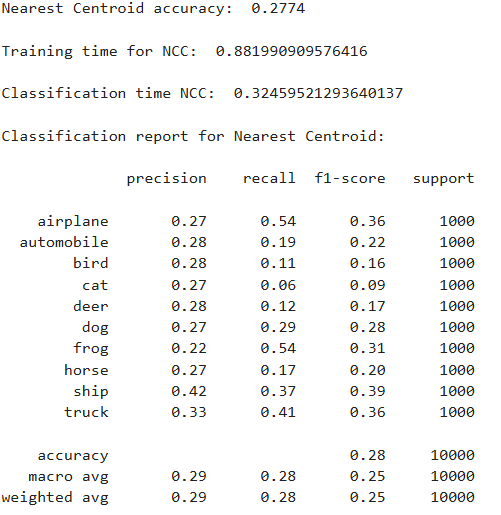 Nearest Centroid accuracy:  0.2774
Training time for NCC:  0.881990909576416
Classification time NCC:  0.32459521293640137
Classification report for Nearest Centroid:
              precision    recall  f1-score   support
    airplane       0.27      0.54      0.36      1000
  automobile       0.28      0.19      0.22      1000
        bird       0.28      0.11      0.16      1000
         cat       0.27      0.06      0.09      1000
        deer       0.28      0.12      0.17      1000
         dog       0.27      0.29      0.28      1000
        frog       0.22      0.54      0.31      1000
       horse       0.27      0.17      0.20      1000
        ship       0.42      0.37      0.39      1000
       truck       0.33      0.41      0.36      1000
    accuracy                           0.28     10000
   macro avg       0.29      0.28      0.25     10000
weighted avg       0.29      0.28      0.25     10000